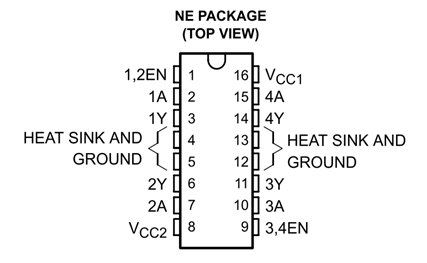 NE PACKAGE
(TOP VIEW)
1,2EN 1 16 VCC1
1A 2 15 4A
1Y 3 14 4Y
HEAT SINK AND GROUND 4 13 HEAT SINK AND GROUND
5 12
2Y 6 11 3Y
2A 7 10 3A
VCC2 8 9 3,4EN